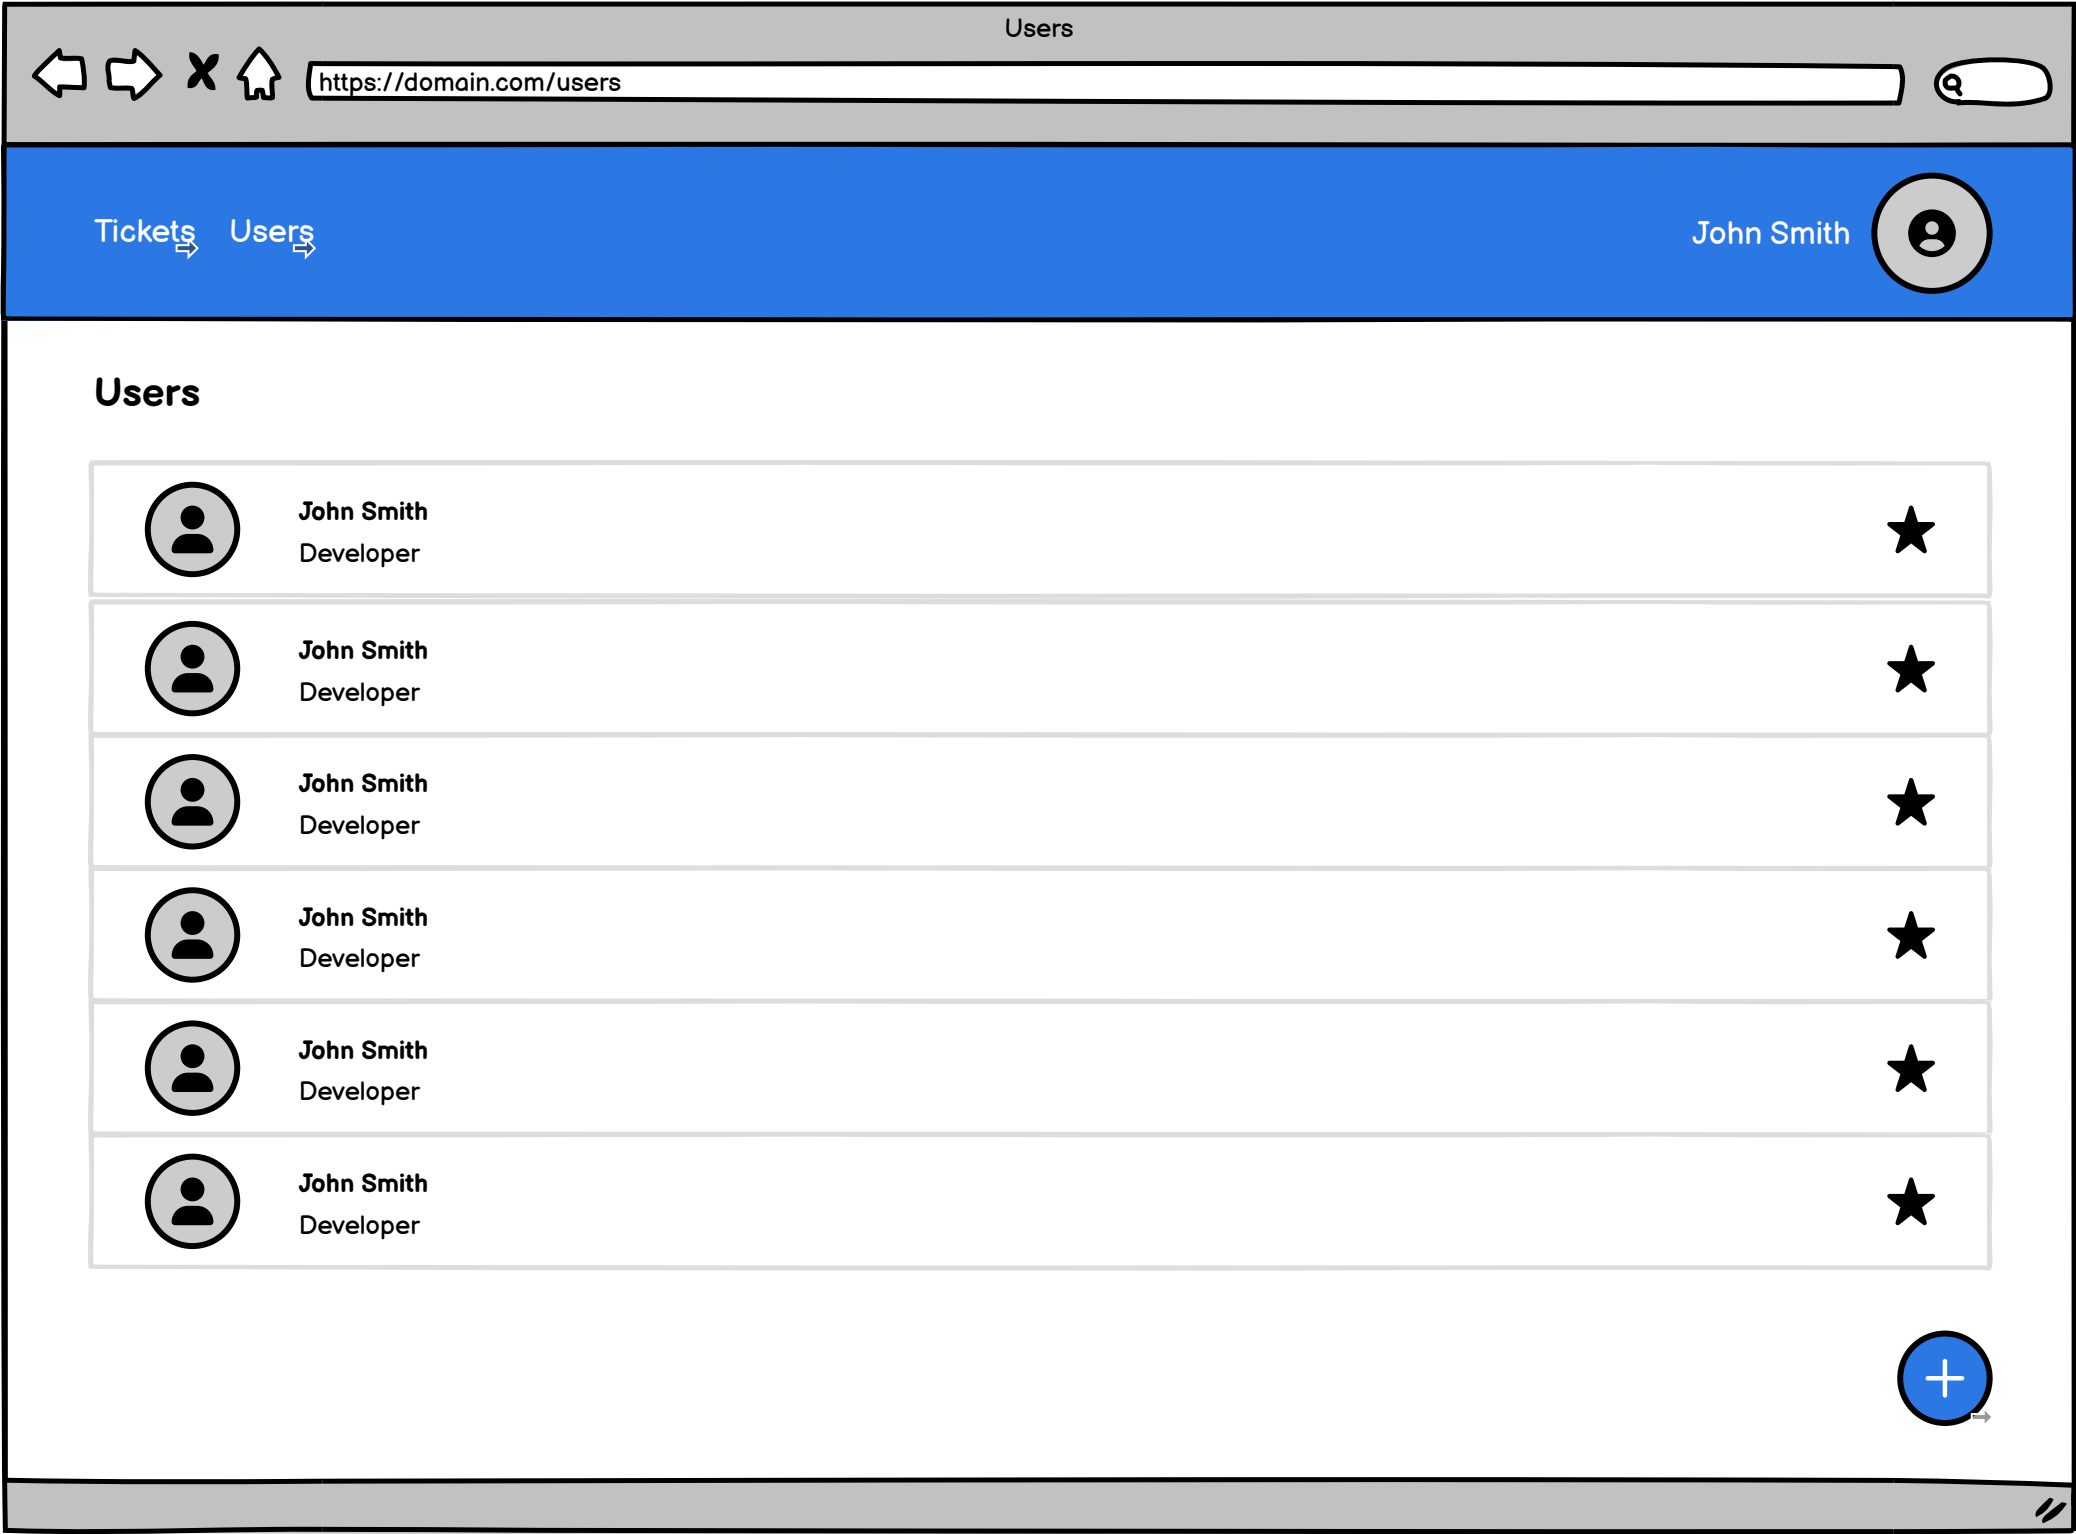 Users
https://domain.com/users
Tickets Users John Smith
Users
John Smith
Developer
John Smith
Developer
John Smith
Developer
John Smith
Developer
John Smith
Developer
John Smith
Developer